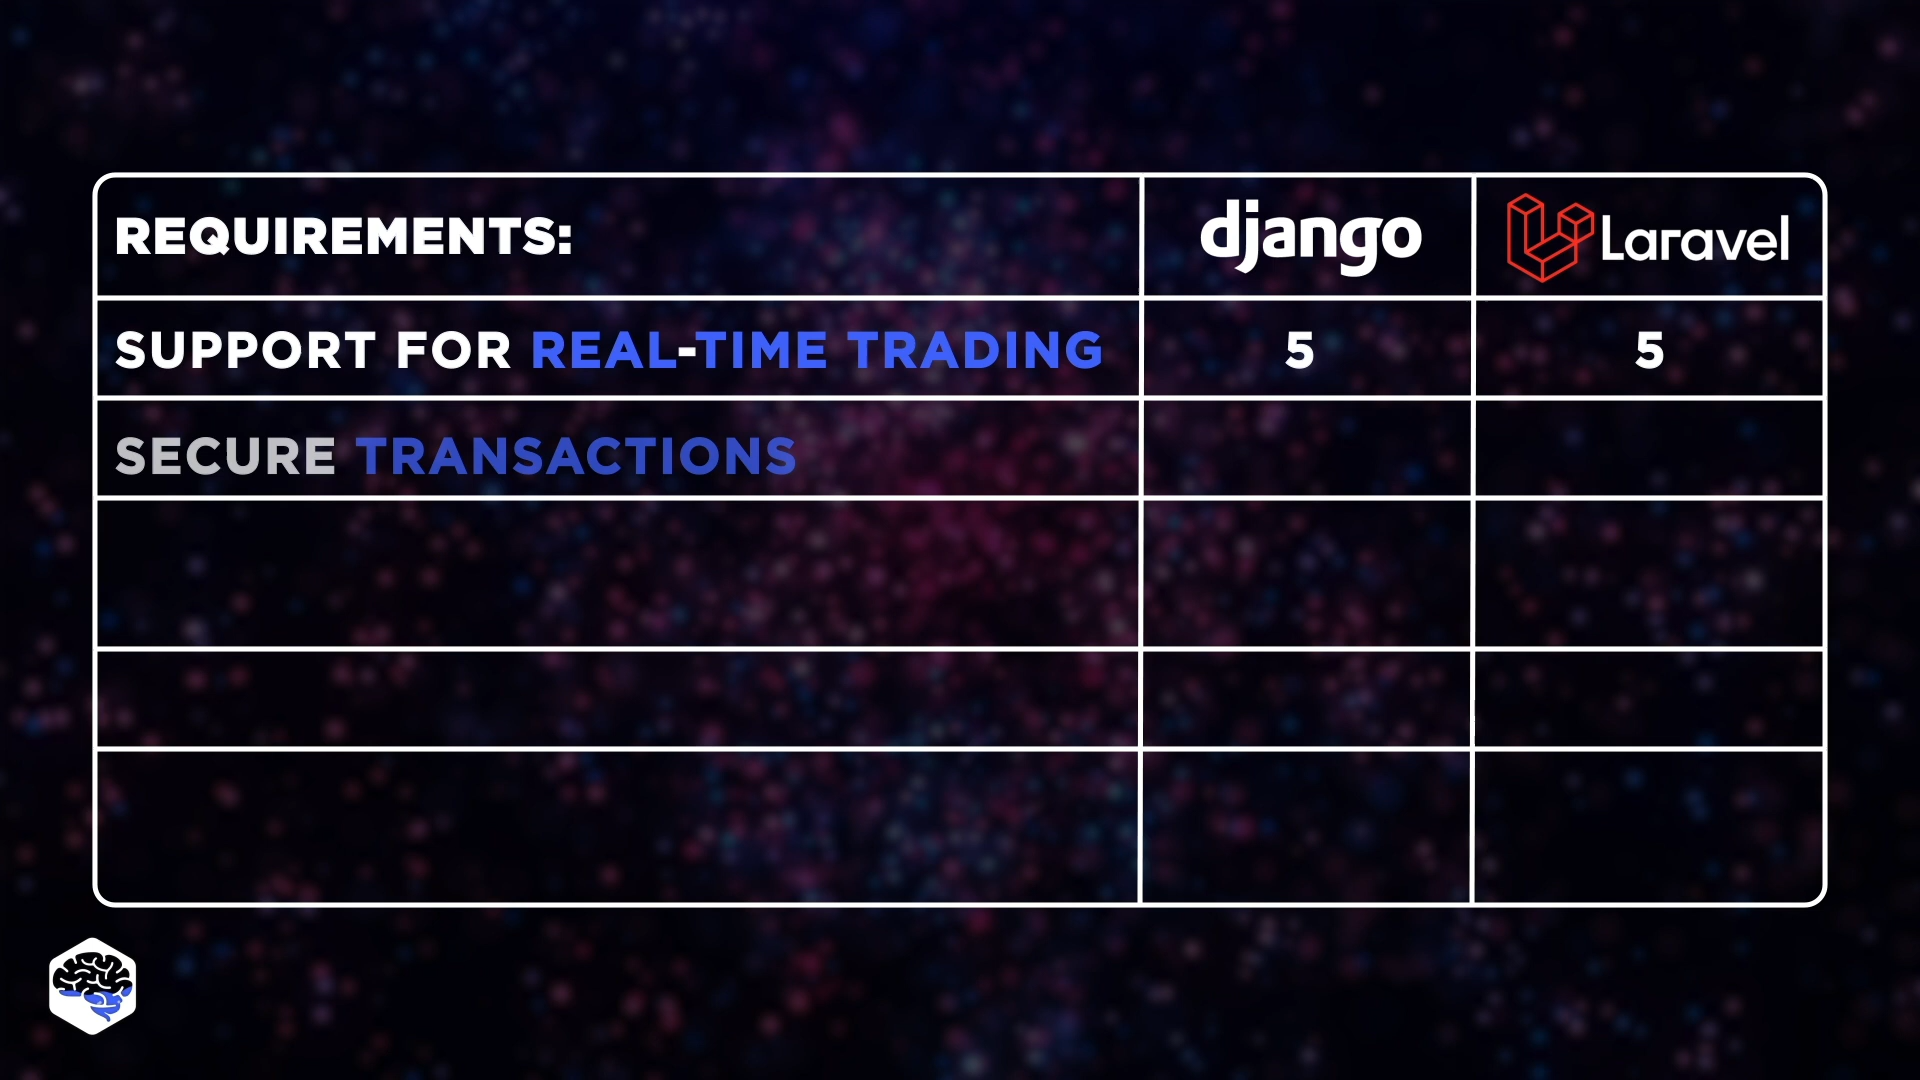 REQUIREMENTS: django Laravel
SUPPORT FOR REAL-TIME TRADING 5 5
SECURE TRANSACTIONS